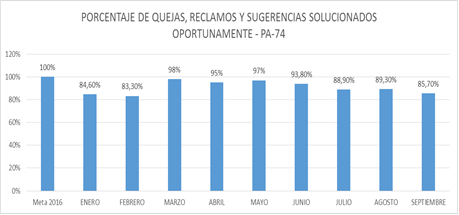 PORCENTAJE DE QUEJAS, RECLAMOS Y SUGERENCIAS SOLUCIONADOS
OPORTUNAMENTE - PA-74
120%
100%
80%
60%
40%
20%
0%
100%
84,60%
83,30%
98%
95%
97%
93,80%
88,90%
89,30%
85,70%
Meta 2016
ENERO
FEBRERO
MARZO
ABRIL
MAYO
JUNIO
JULIO
AGOSTO
SEPTIEMBRE